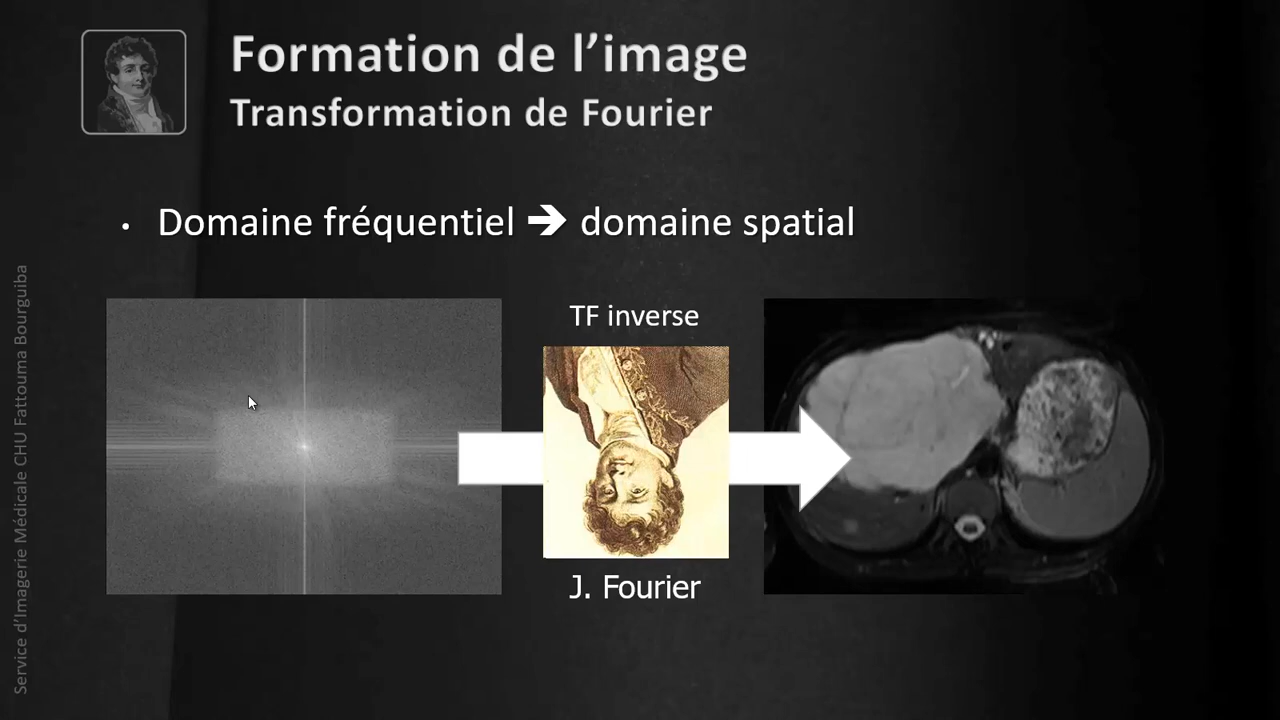 Formation de l’image
Transformation de Fourier
• Domaine fréquentiel ➔ domaine spatial
TF inverse
J. Fourier
Service d’Imagerie Médicale CHU Fattouma Bourguiba